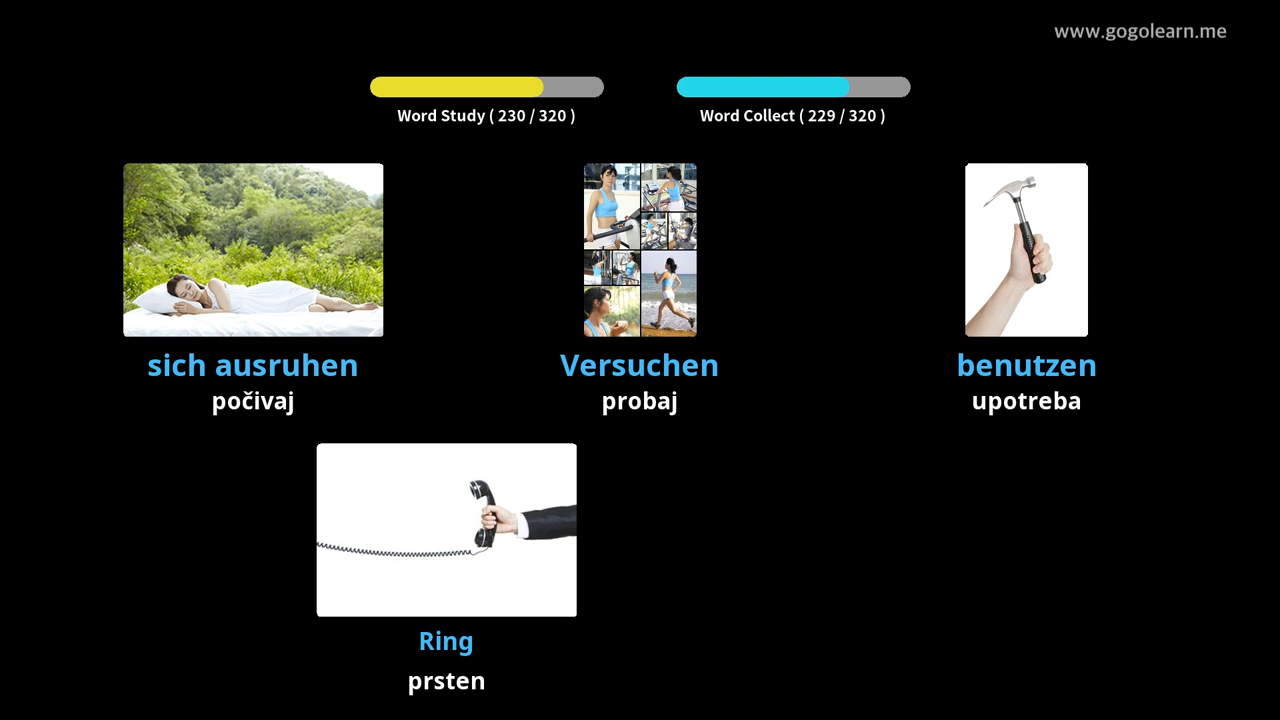 www.gogolearn.me
Word Study ( 230 / 320 )
Word Collect ( 229 / 320 )
sich ausruhen
počivaj
Versuchen
probaj
benutzen
upotreba
Ring
prsten